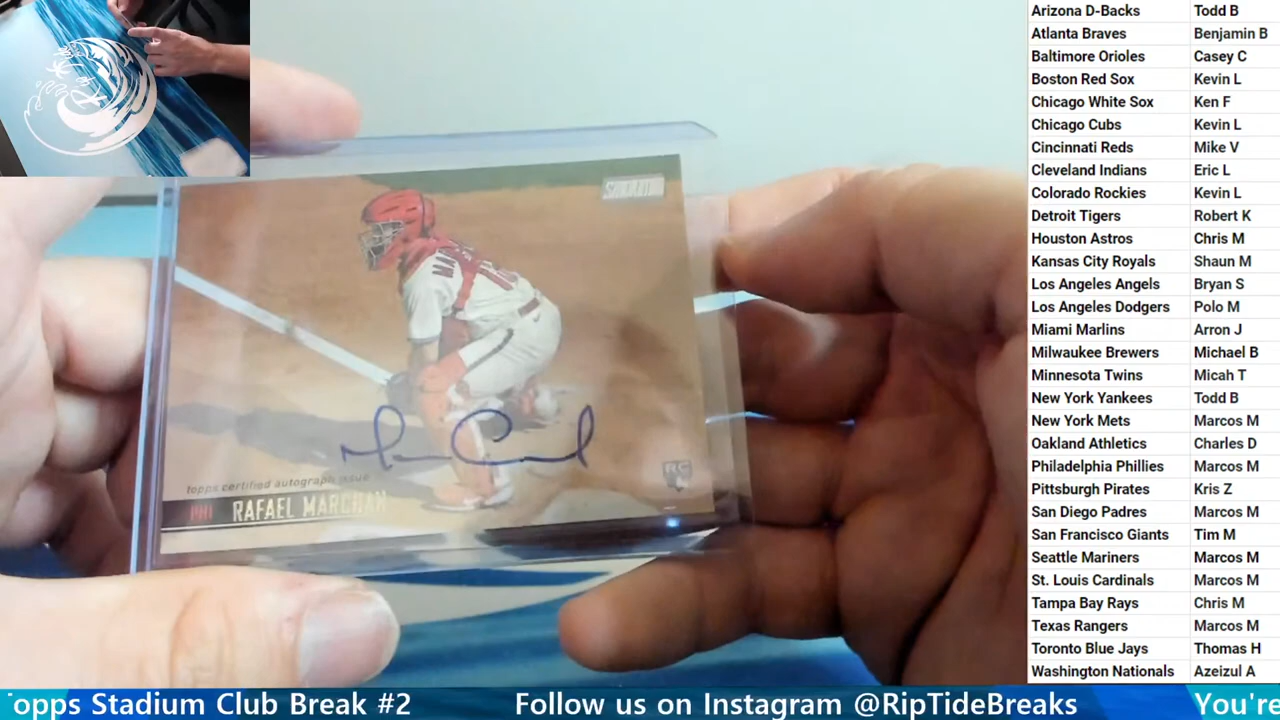 STADIUM
MA
topps certified autograph issue
PHI RAFAEL MARCHAN
RC
Arizona D-Backs Todd B
Atlanta Braves Benjamin B
Baltimore Orioles Casey C
Boston Red Sox Kevin L
Chicago White Sox Ken F
Chicago Cubs Kevin L
Cincinnati Reds Mike V
Cleveland Indians Eric L
Colorado Rockies Kevin L
Detroit Tigers Robert K
Houston Astros Chris M
Kansas City Royals Shaun M
Los Angeles Angels Bryan S
Los Angeles Dodgers Polo M
Miami Marlins Arron J
Milwaukee Brewers Michael B
Minnesota Twins Micah T
New York Yankees Todd B
New York Mets Marcos M
Oakland Athletics Charles D
Philadelphia Phillies Marcos M
Pittsburgh Pirates Kris Z
San Diego Padres Marcos M
San Francisco Giants Tim M
Seattle Mariners Marcos M
St. Louis Cardinals Marcos M
Tampa Bay Rays Chris M
Texas Rangers Marcos M
Toronto Blue Jays Thomas H
Washington Nationals Azeizul A
opps Stadium Club Break #2 Follow us on Instagram @RipTideBreaks You're